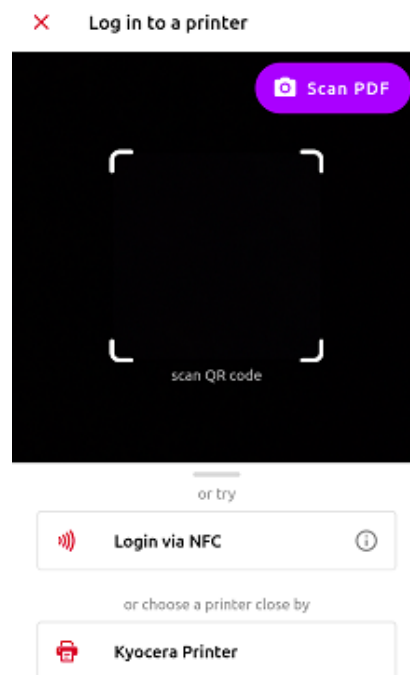 Log in to a printer
Scan PDF
scan QR code
or try
Login via NFC
or choose a printer close by
Kyocera Printer